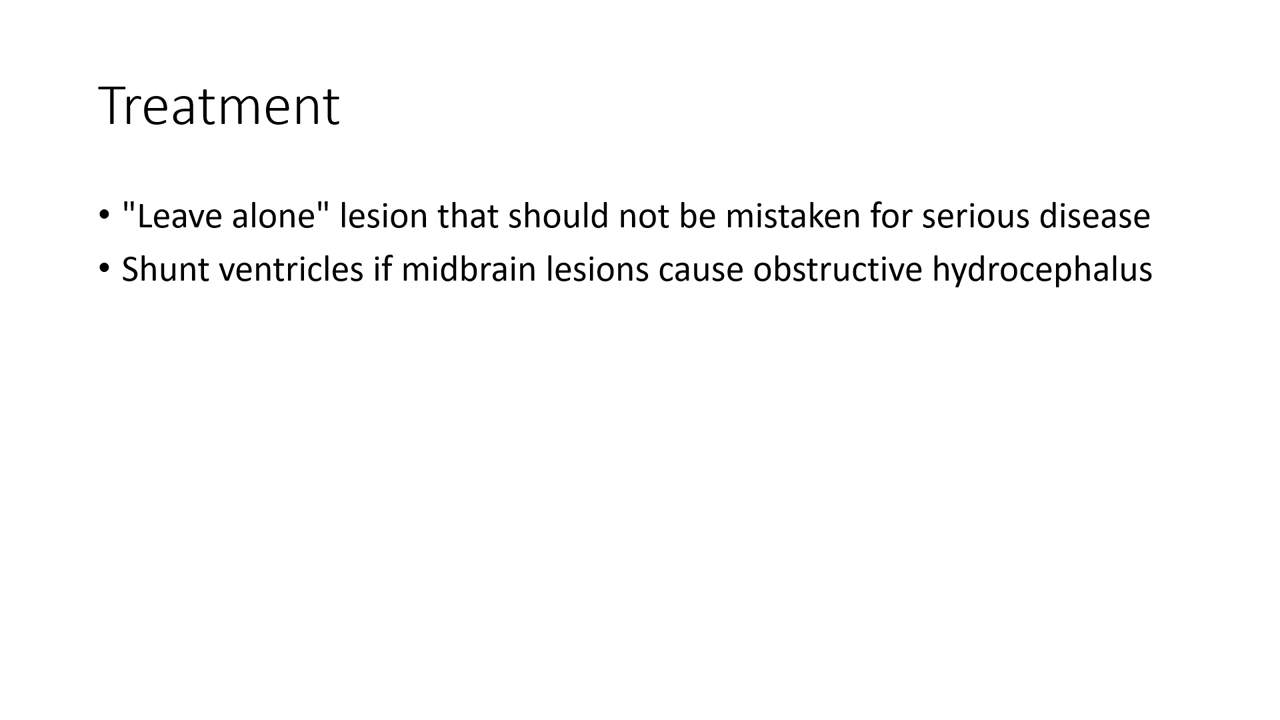 Treatment
• "Leave alone" lesion that should not be mistaken for serious disease
• Shunt ventricles if midbrain lesions cause obstructive hydrocephalus